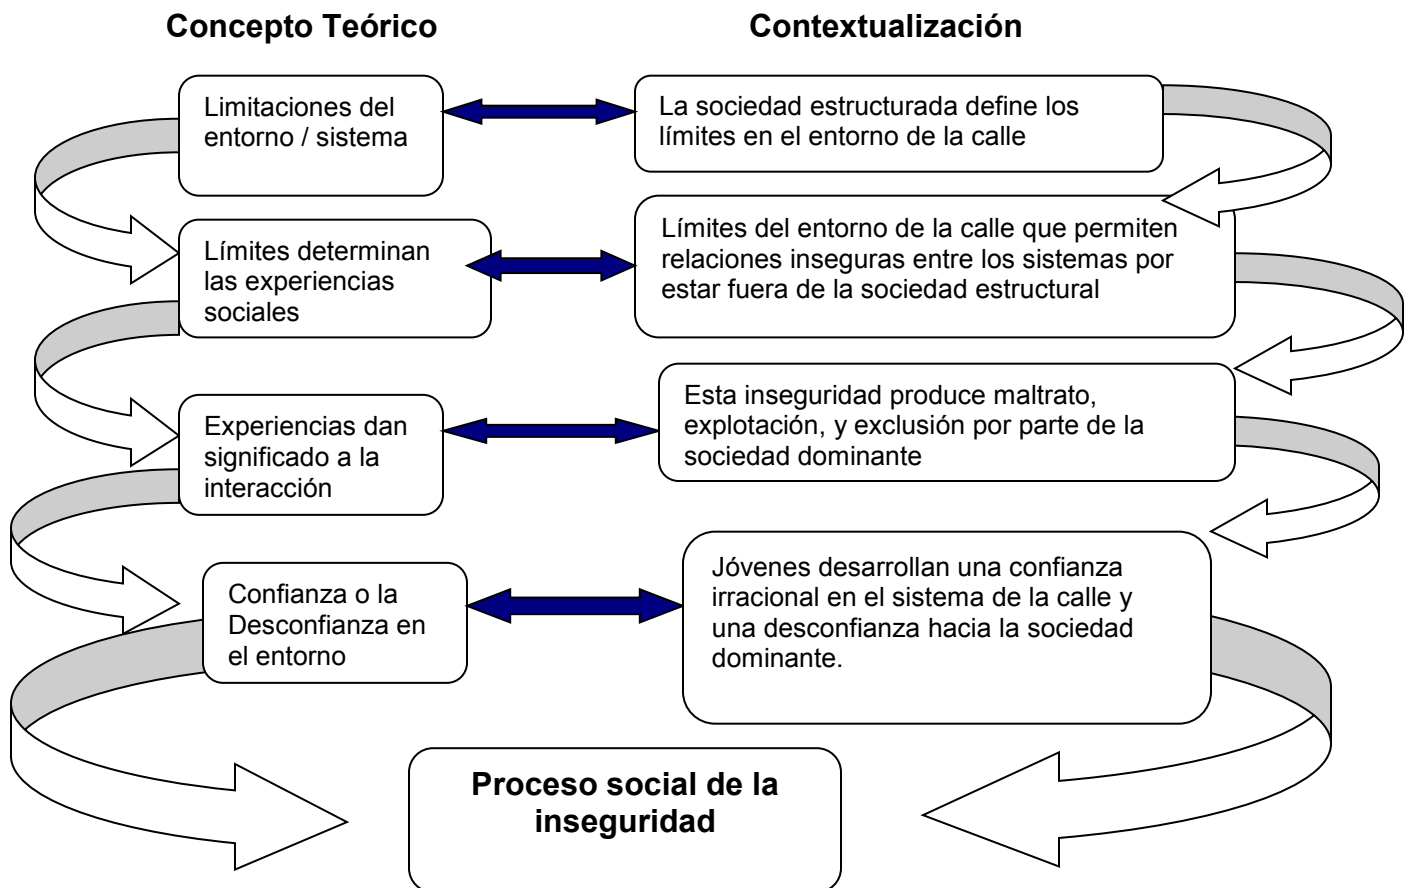 Concepto Teórico
Contextualización
Limitaciones del
entorno / sistema
La sociedad estructurada define los
límites en el entorno de la calle
Límites determinan
las experiencias
sociales
Límites del entorno de la calle que permiten
relaciones inseguras entre los sistemas por
estar fuera de la sociedad estructural
Experiencias dan
significado a la
interacción
Esta inseguridad produce maltrato,
explotación, y exclusión por parte de la
sociedad dominante
Confianza o la
Desconfianza en
el entorno
Jóvenes desarrollan una confianza
irracional en el sistema de la calle y
una desconfianza hacia la sociedad
dominante.
Proceso social de la
inseguridad